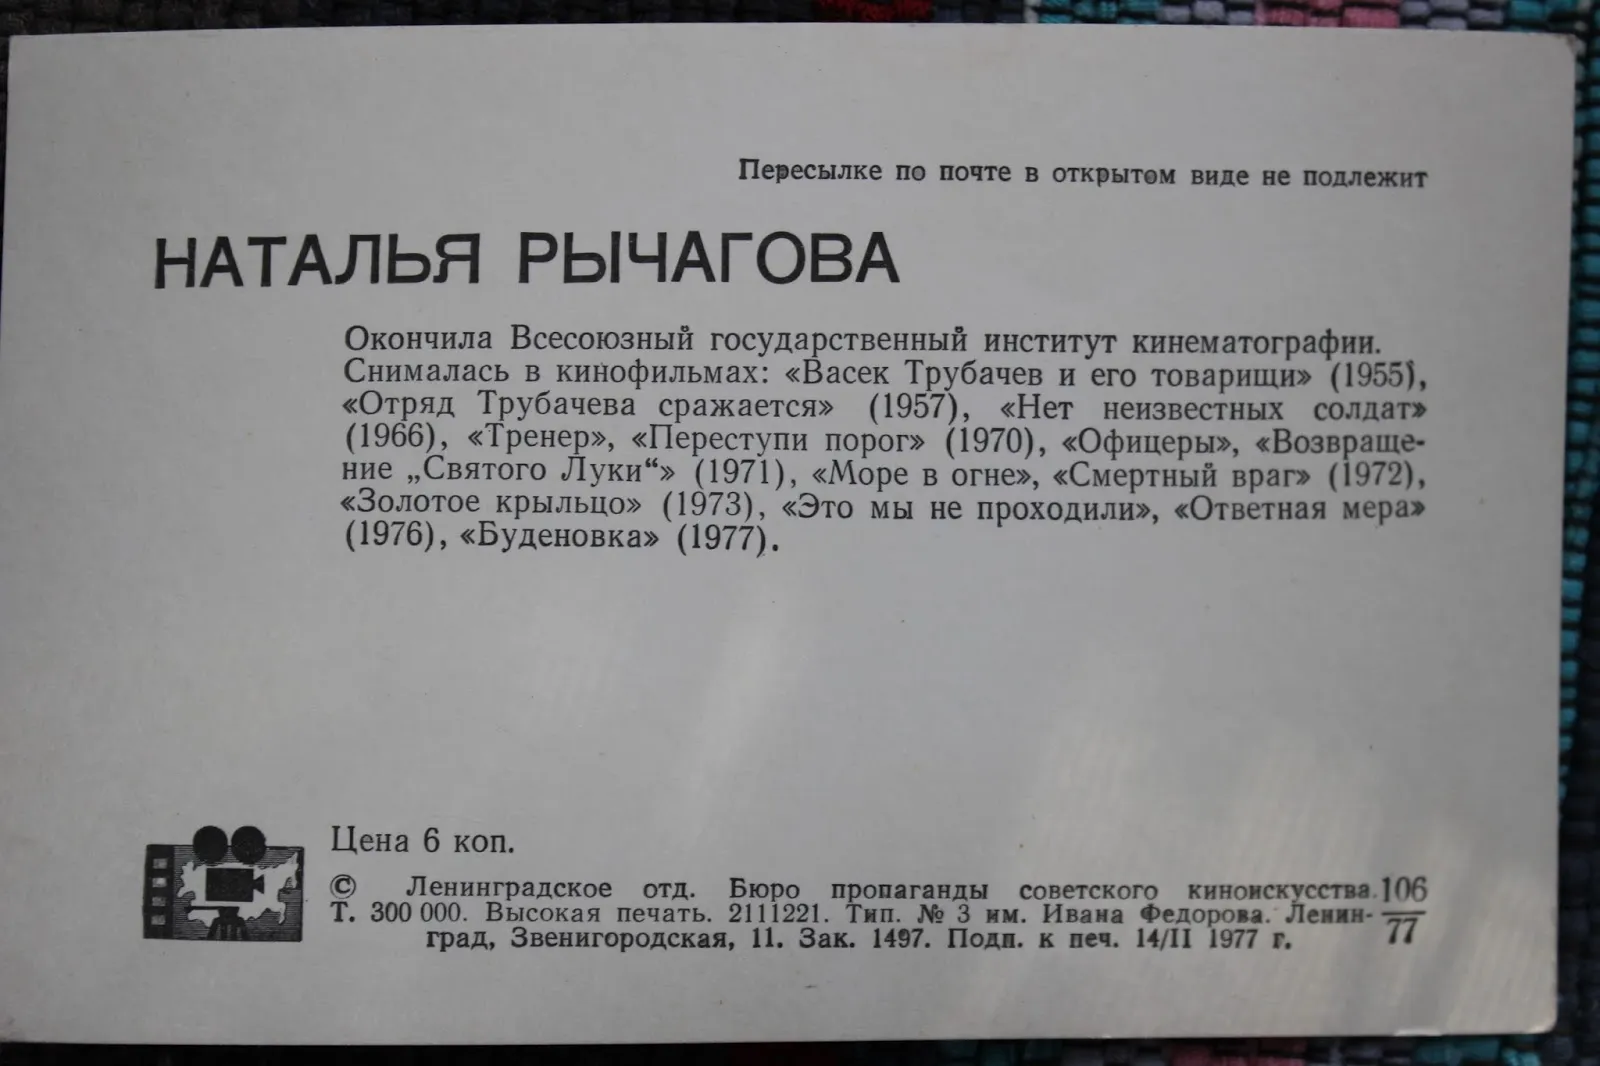 Пересылке по почте в открытом виде не подлежит
НАТАЛЬЯ РЫЧАГОВА
Окончила Всесоюзный государственный институт кинематографии.
Снималась в кинофильмах: «Васек Трубачев и его товарищи» (1955),
«Отряд Трубачева сражается» (1957), «Нет неизвестных солдат»
(1966), «Тренер», «Переступи порог» (1970), «Офицеры», «Возвраще-
ние „Святого Луки“» (1971), «Море в огне», «Смертный враг» (1972),
«Золотое крыльцо» (1973), «Это мы не проходили», «Ответная мера»
(1976), «Буденовка» (1977).
Цена 6 коп.
© Ленинградское отд. Бюро пропаганды советского киноискусства. 106
Т. 300 000. Высокая печать. 2111221. Тип. № 3 им. Ивана Федорова. Ленин-
град, Звенигородская, 11. Зак. 1497. Подп. к печ. 14/II 1977 г. 77